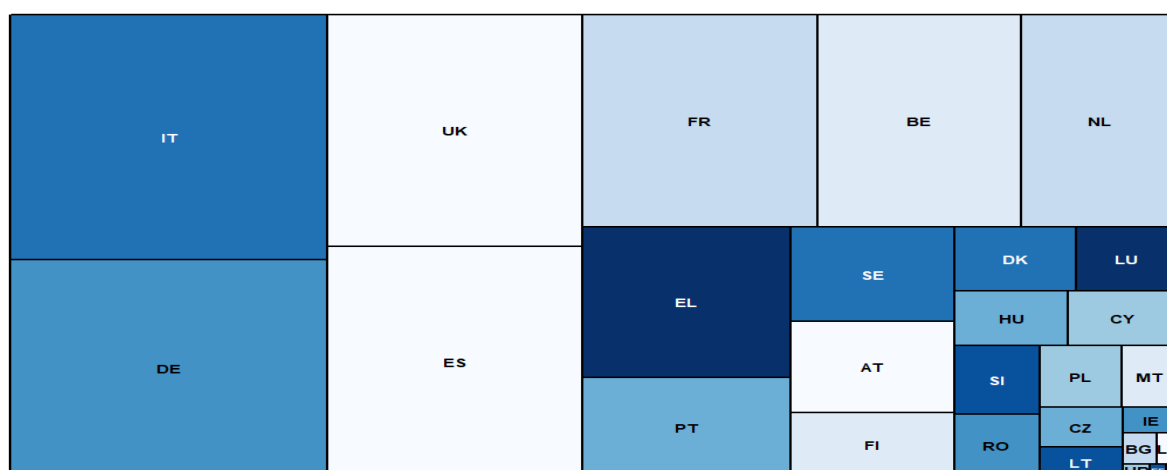 IT
UK
FR
BE
NL
DE
ES
EL
SE
DK
LU
HU
CY
PT
AT
SI
PL
MT
FI
RO
CZ
IE
BG
LT